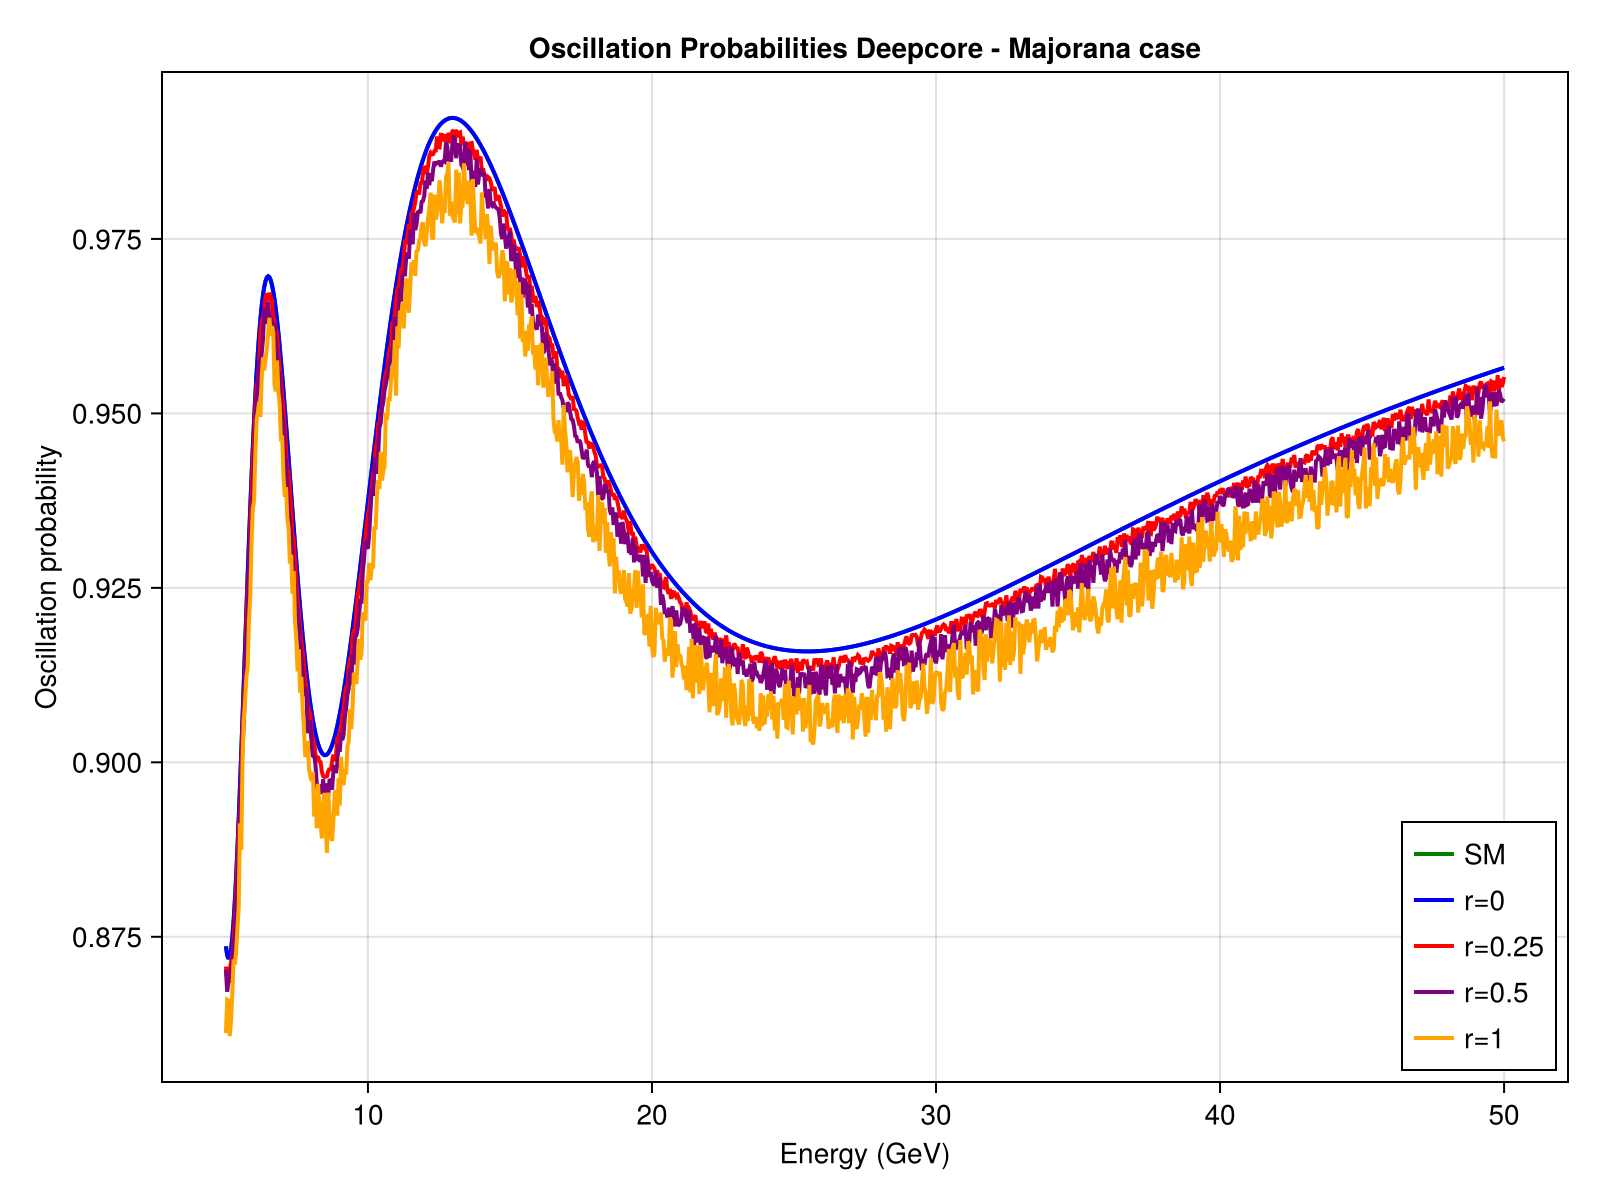 Oscillation Probabilities Deepcore - Majorana case
Oscillation probability
0.975
0.950
0.925
0.900
0.875
10
20
30
40
50
Energy (GeV)
SM
r=0
r=0.25
r=0.5
r=1